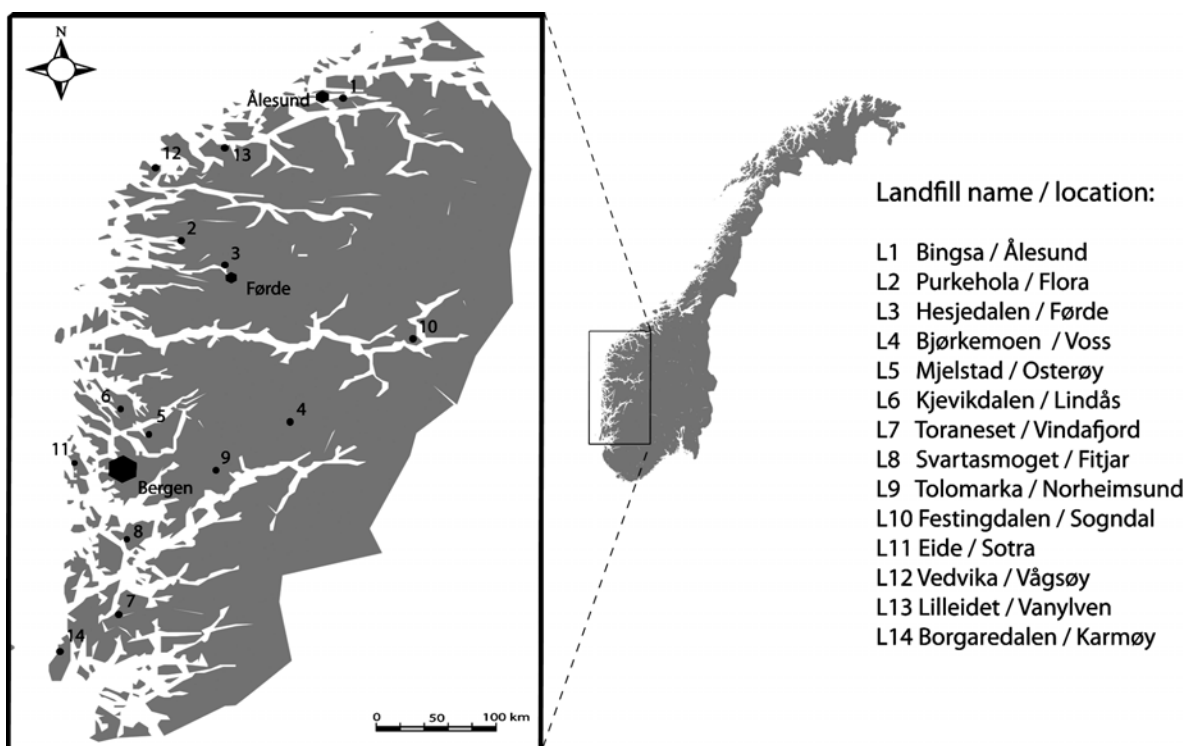 N
Ålesund
1
12
13
2
3
Førde
10
6
5
4
11
9
Bergen
8
7
14
0 50 100 km
Landfill name / location:
L1 Bingsa / Ålesund
L2 Purkehola / Flora
L3 Hesjedalen / Førde
L4 Bjørkemoen / Voss
L5 Mjelstad / Osterøy
L6 Kjevikdalen / Lindås
L7 Toraneset / Vindafjord
L8 Svartasmoget / Fitjar
L9 Tolomarka / Norheimsund
L10 Festingdalen / Sogndal
L11 Eide / Sotra
L12 Vedvika / Vågsøy
L13 Lilleidet / Vanylven
L14 Borgaredalen / Karmøy